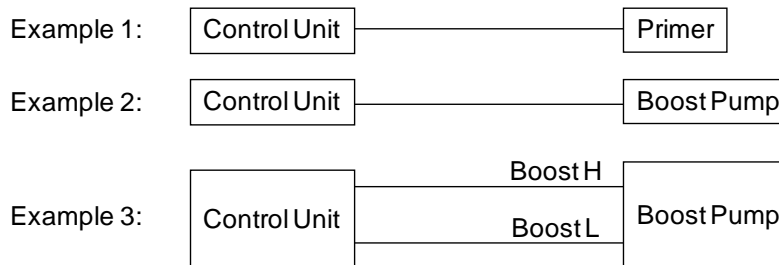 Example 1: Control Unit Primer
Example 2: Control Unit Boost Pump
Boost H
Example 3: Control Unit Boost Pump
Boost L